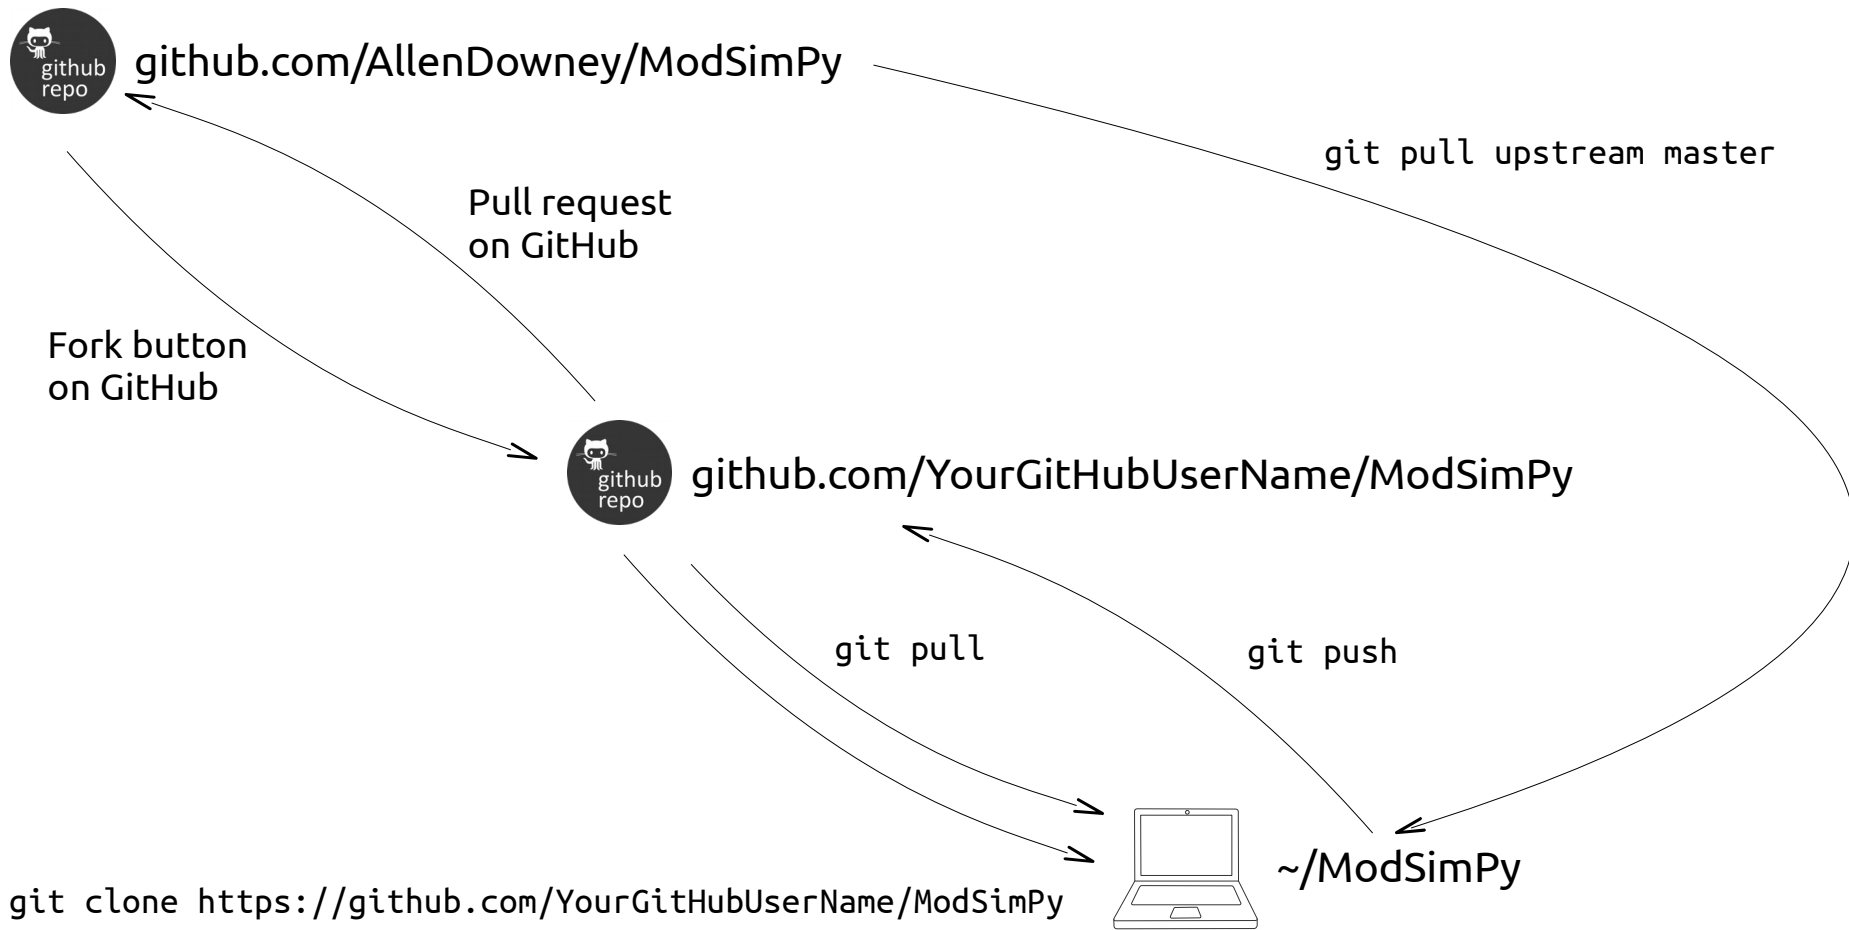 github
repo
github.com/AllenDowney/ModSimPy
git pull upstream master
Pull request
on GitHub
Fork button
on GitHub
github
repo
github.com/YourGitHubUserName/ModSimPy
git pull
git push
~/ModSimPy
git clone https://github.com/YourGitHubUserName/ModSimPy